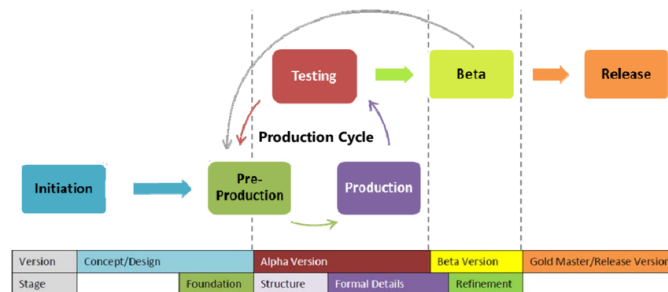 Testing
Beta
Release
Production Cycle
Initiation
Pre-
Production
Production
Version Concept/Design Alpha Version Beta Version Gold Master/Release Version
Stage Foundation Structure Formal Details Refinement